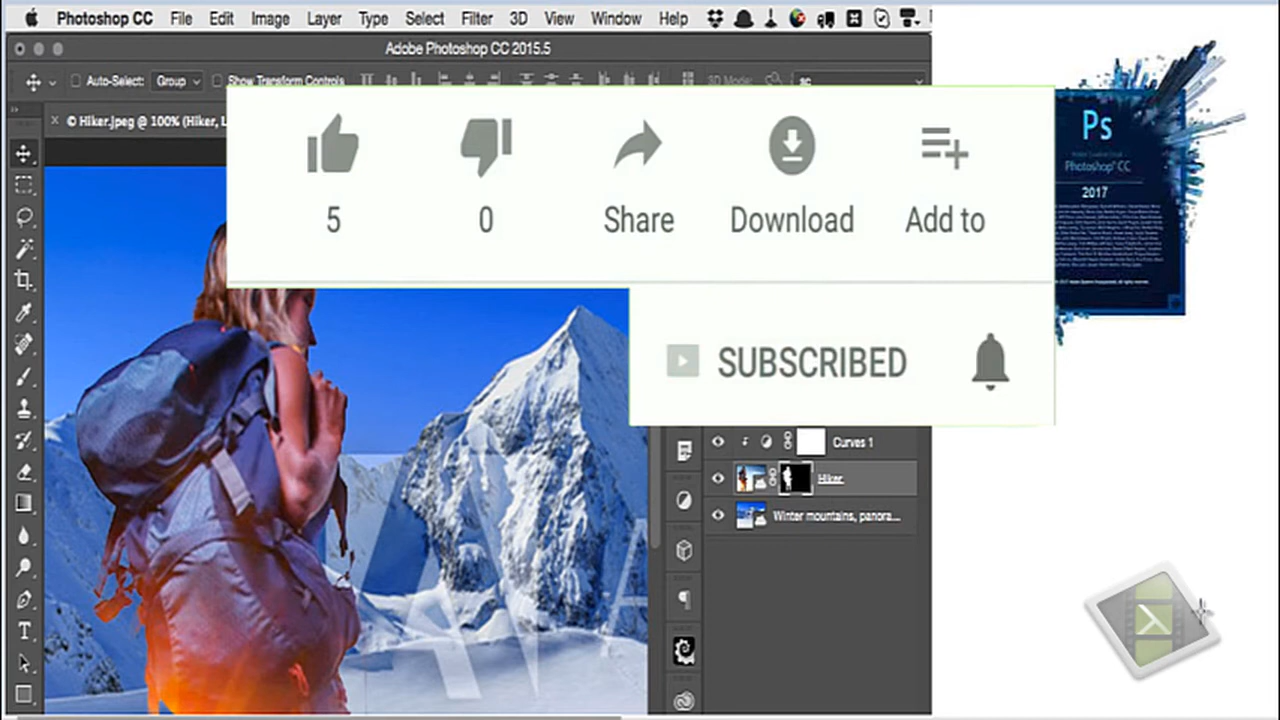 Photoshop CC File Edit Image Layer Type Select Filter 3D View Window Help
Adobe Photoshop CC 2015.5
Auto-Select: Group Show Transform Controls 3D Mode:
× © Hiker.jpeg @ 100% (Hiker, L
5 0 Share Download Add to
SUBSCRIBED
Ps
Photoshop® CC
2017
Curves 1
Hiker
Winter mountains, panora...